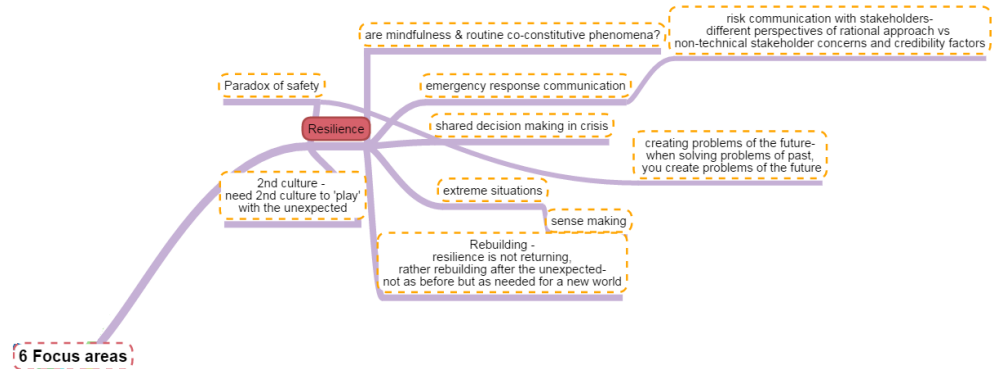 risk communication with stakeholders-
different perspectives of rational approach vs
non-technical stakeholder concerns and credibility factors
are mindfulness & routine co-constitutive phenomena?
Paradox of safety
emergency response communication
Resilience
shared decision making in crisis
creating problems of the future-
when solving problems of past,
you create problems of the future
2nd culture -
need 2nd culture to 'play'
with the unexpected
extreme situations
sense making
Rebuilding -
resilience is not returning,
rather rebuilding after the unexpected-
not as before but as needed for a new world
6 Focus areas